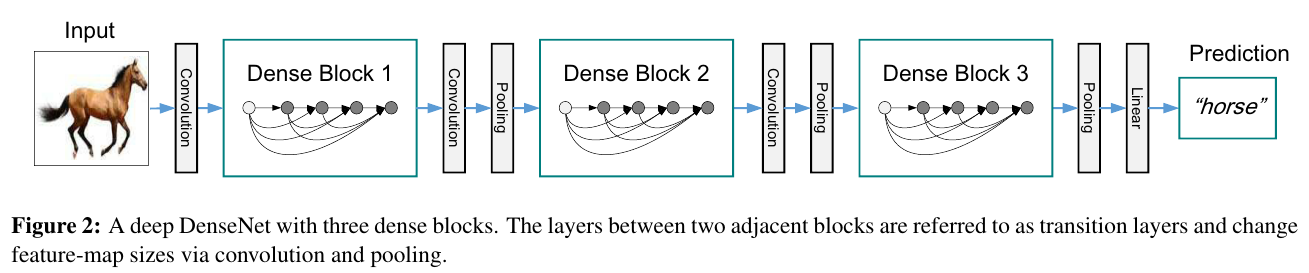 Input
Convolution
Dense Block 1
Convolution
Pooling
Dense Block 2
Convolution
Pooling
Dense Block 3
Pooling
Linear
Prediction
“horse”
Figure 2: A deep DenseNet with three dense blocks. The layers between two adjacent blocks are referred to as transition layers and change
feature-map sizes via convolution and pooling.